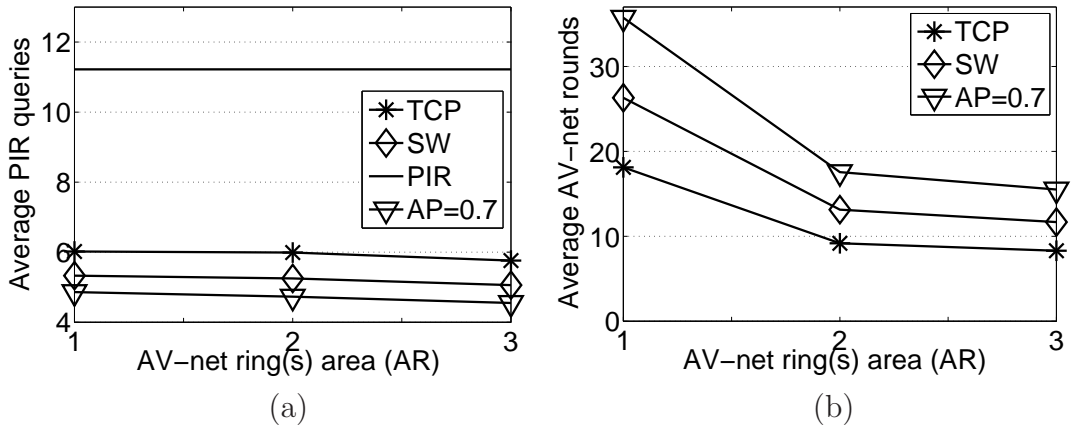 Average PIR queries
12
10
8
6
4
TCP
SW
PIR
AP=0.7
1
2
3
AV−net ring(s) area (AR)
(a)
Average AV−net rounds
30
20
10
0
TCP
SW
AP=0.7
1
2
3
AV−net ring(s) area (AR)
(b)